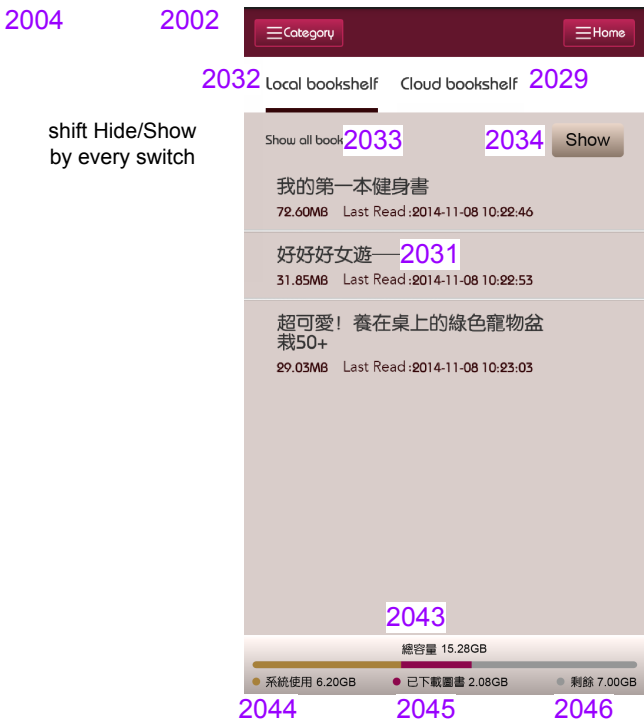 2004 2002
Category Home
2032 Local bookshelf Cloud bookshelf 2029
shift Hide/Show
by every switch
Show all book 2033 2034 Show
我的第一本健身書
72.60MB Last Read :2014-11-08 10:22:46
好好好女遊── 2031
31.85MB Last Read :2014-11-08 10:22:53
超可愛！養在桌上的綠色寵物盆
栽50+
29.03MB Last Read :2014-11-08 10:23:03
2043
總容量 15.28GB
系統使用 6.20GB 已下載圖書 2.08GB 剩餘 7.00GB
2044 2045 2046